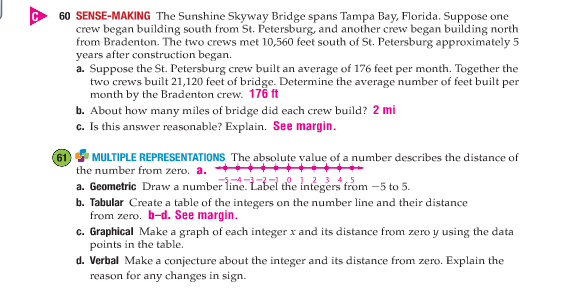 C
60 SENSE-MAKING The Sunshine Skyway Bridge spans Tampa Bay, Florida. Suppose one
crew began building south from St. Petersburg, and another crew began building north
from Bradenton. The two crews met 10,560 feet south of St. Petersburg approximately 5
years after construction began.
a. Suppose the St. Petersburg crew built an average of 176 feet per month. Together the
two crews built 21,120 feet of bridge. Determine the average number of feet built per
month by the Bradenton crew. 176 ft
b. About how many miles of bridge did each crew build? 2 mi
c. Is this answer reasonable? Explain. See margin.
61 MULTIPLE REPRESENTATIONS The absolute value of a number describes the distance of
the number from zero. a.
−5 −4 −3 −2 −1 0 1 2 3 4 5
a. Geometric Draw a number line. Label the integers from −5 to 5.
b. Tabular Create a table of the integers on the number line and their distance
from zero. b–d. See margin.
c. Graphical Make a graph of each integer x and its distance from zero y using the data
points in the table.
d. Verbal Make a conjecture about the integer and its distance from zero. Explain the
reason for any changes in sign.